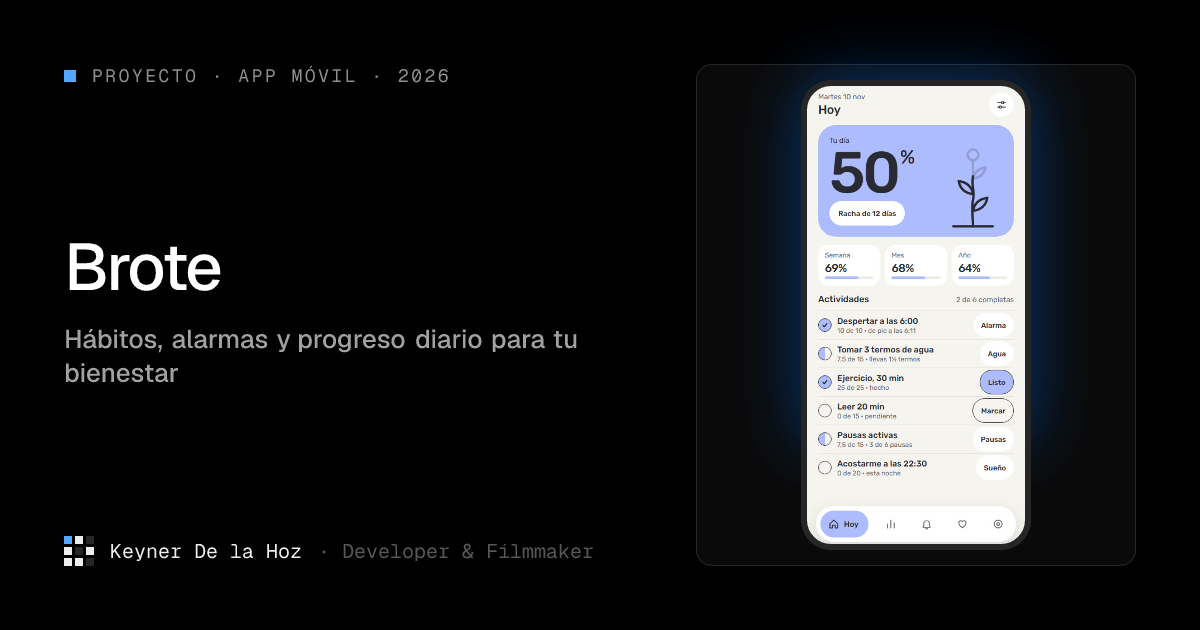 PROYECTO · APP MÓVIL · 2026
Brote
Hábitos, alarmas y progreso diario para tu
bienestar
Keyner De la Hoz · Developer & Filmmaker
Martes 10 nov
Hoy
Tu día
50%
Racha de 12 días
Semana
69%
Mes
68%
Año
64%
Actividades
2 de 6 completas
Despertar a las 6:00
10 de 10 • de pie a las 6:11
Alarma
Tomar 3 termos de agua
7.5 de 15 • llevas 1½ termos
Agua
Ejercicio, 30 min
25 de 25 • hecho
Listo
Leer 20 min
0 de 15 • pendiente
Marcar
Pausas activas
7.5 de 15 • 3 de 6 pausas
Pausas
Acostarme a las 22:30
0 de 20 • esta noche
Sueño
Hoy